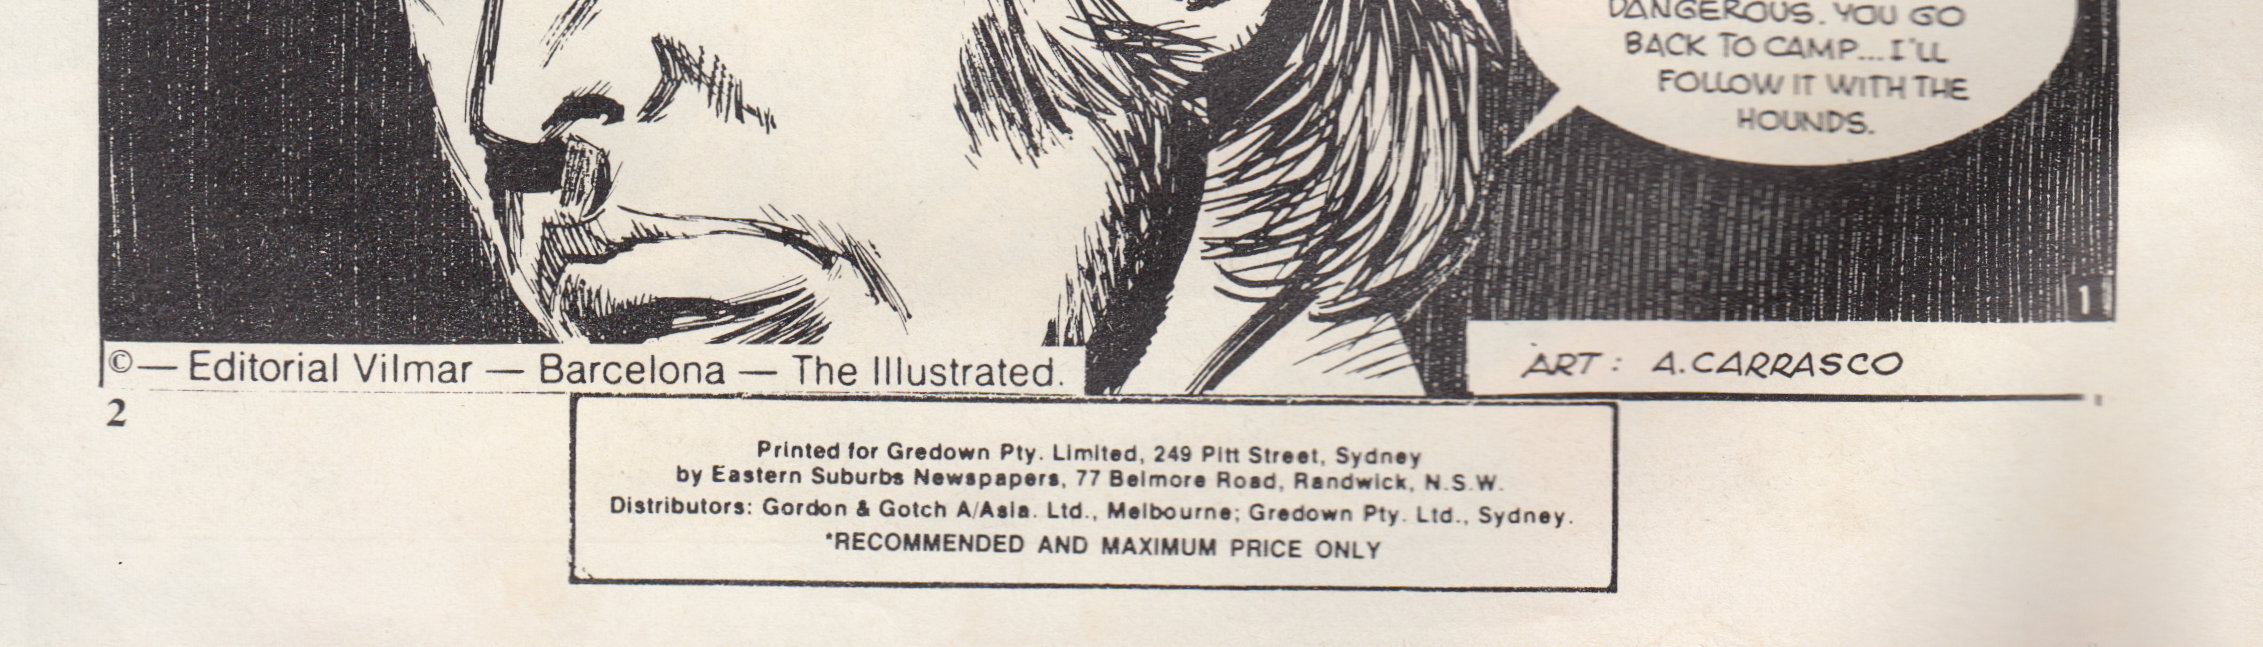 DANGEROUS. YOU GO
BACK TO CAMP...I'LL
FOLLOW IT WITH THE
HOUNDS.
1
©— Editorial Vilmar — Barcelona — The Illustrated.
ART: A. CARRASCO
2
Printed for Gredown Pty. Limited, 249 Pitt Street, Sydney
by Eastern Suburbs Newspapers, 77 Belmore Road, Randwick, N.S.W.
Distributors: Gordon & Gotch A/Asia. Ltd., Melbourne; Gredown Pty. Ltd., Sydney.
*RECOMMENDED AND MAXIMUM PRICE ONLY